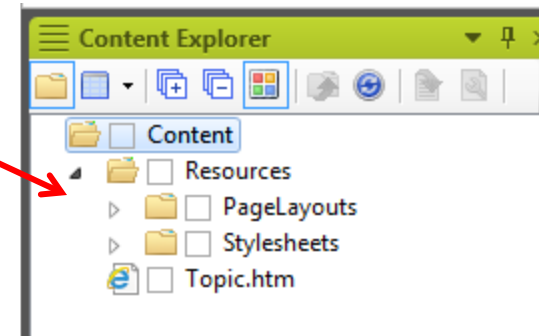 Content Explorer
Content
Resources
PageLayouts
Stylesheets
Topic.htm